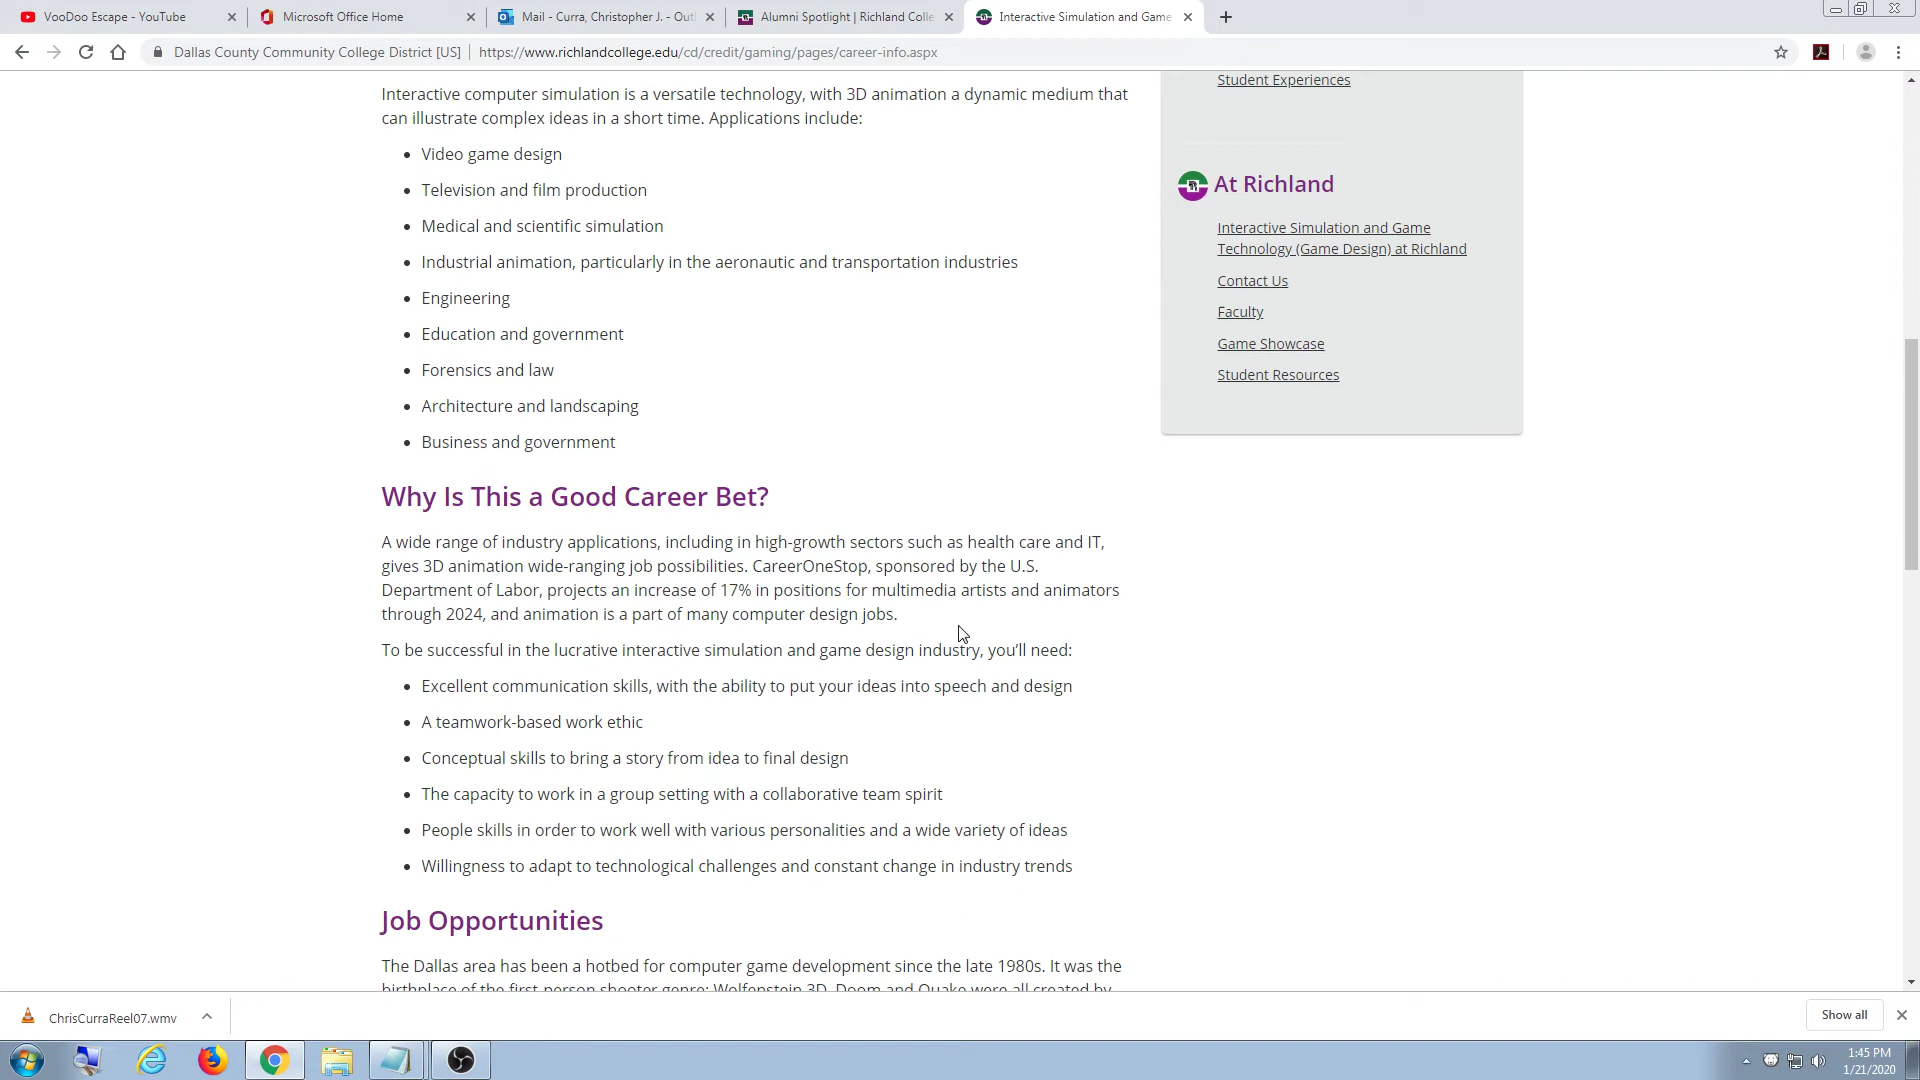 VooDoo Escape - YouTube
Microsoft Office Home
Mail - Curra, Christopher J. - Out
Alumni Spotlight | Richland Colle
Interactive Simulation and Game
Dallas County Community College District [US]
https://www.richlandcollege.edu/cd/credit/gaming/pages/career-info.aspx
Interactive computer simulation is a versatile technology, with 3D animation a dynamic medium that
can illustrate complex ideas in a short time. Applications include:
Video game design
Television and film production
Medical and scientific simulation
Industrial animation, particularly in the aeronautic and transportation industries
Engineering
Education and government
Forensics and law
Architecture and landscaping
Business and government
Why Is This a Good Career Bet?
A wide range of industry applications, including in high-growth sectors such as health care and IT,
gives 3D animation wide-ranging job possibilities. CareerOneStop, sponsored by the U.S.
Department of Labor, projects an increase of 17% in positions for multimedia artists and animators
through 2024, and animation is a part of many computer design jobs.
To be successful in the lucrative interactive simulation and game design industry, you’ll need:
Excellent communication skills, with the ability to put your ideas into speech and design
A teamwork-based work ethic
Conceptual skills to bring a story from idea to final design
The capacity to work in a group setting with a collaborative team spirit
People skills in order to work well with various personalities and a wide variety of ideas
Willingness to adapt to technological challenges and constant change in industry trends
Job Opportunities
The Dallas area has been a hotbed for computer game development since the late 1980s. It was the
birthplace of the first-person shooter genre: Wolfenstein 3D, Doom and Quake were all created by
Student Experiences
At Richland
Interactive Simulation and Game
Technology (Game Design) at Richland
Contact Us
Faculty
Game Showcase
Student Resources
ChrisCurraReel07.wmv
Show all
1:45 PM
1/21/2020